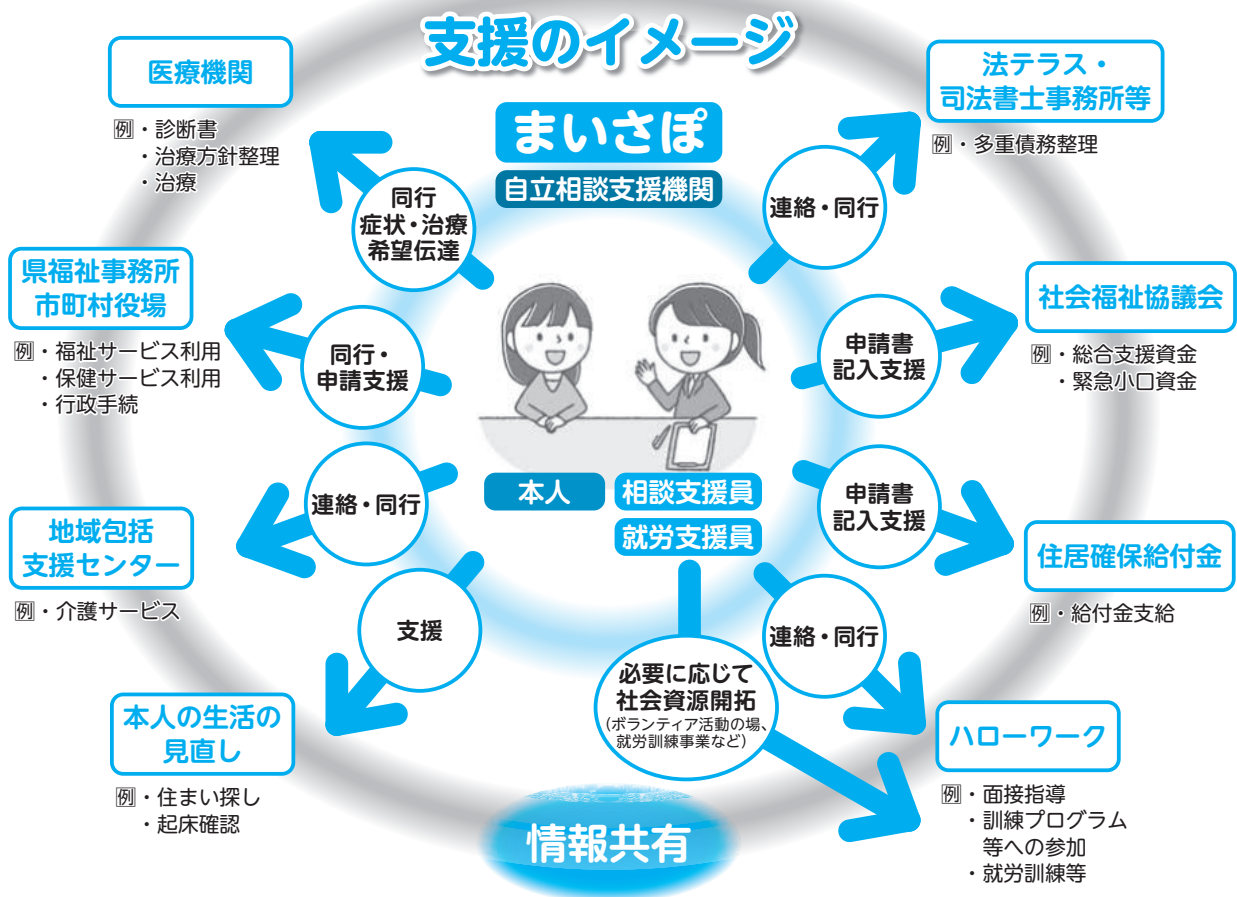 支援のイメージ
まいさぽ
自立相談支援機関
医療機関
例・診断書
・治療方針整理
・治療
同行
症状・治療
希望伝達
県福祉事務所
市町村役場
例・福祉サービス利用
・保健サービス利用
・行政手続
同行・
申請支援
地域包括
支援センター
例・介護サービス
連絡・同行
本人の生活の
見直し
例・住まい探し
・起床確認
支援
本人
相談支援員
就労支援員
法テラス・
司法書士事務所等
例・多重債務整理
連絡・同行
社会福祉協議会
例・総合支援資金
・緊急小口資金
申請書
記入支援
住居確保給付金
例・給付金支給
申請書
記入支援
ハローワーク
例・面接指導
・訓練プログラム
等への参加
・就労訓練等
連絡・同行
必要に応じて
社会資源開拓
(ボランティア活動の場、
就労訓練事業など)
情報共有